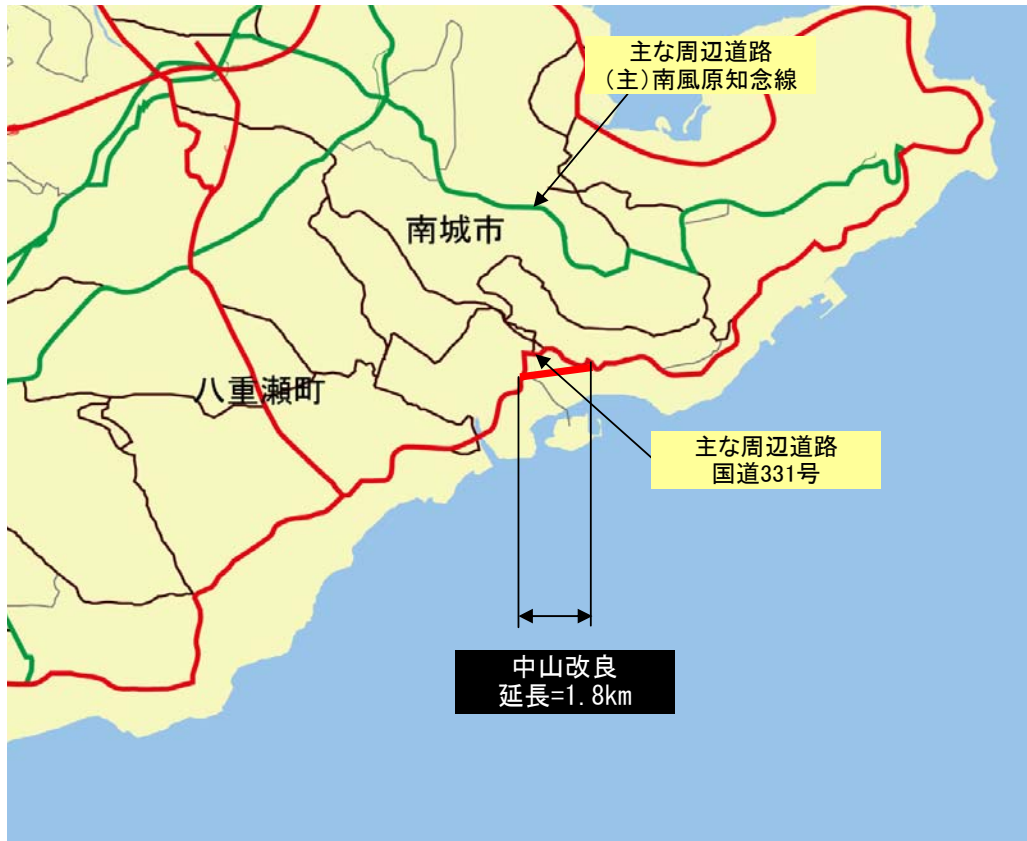 主な周辺道路
(主)南風原知念線
南城市
八重瀬町
主な周辺道路
国道331号
中山改良
延長=1.8km